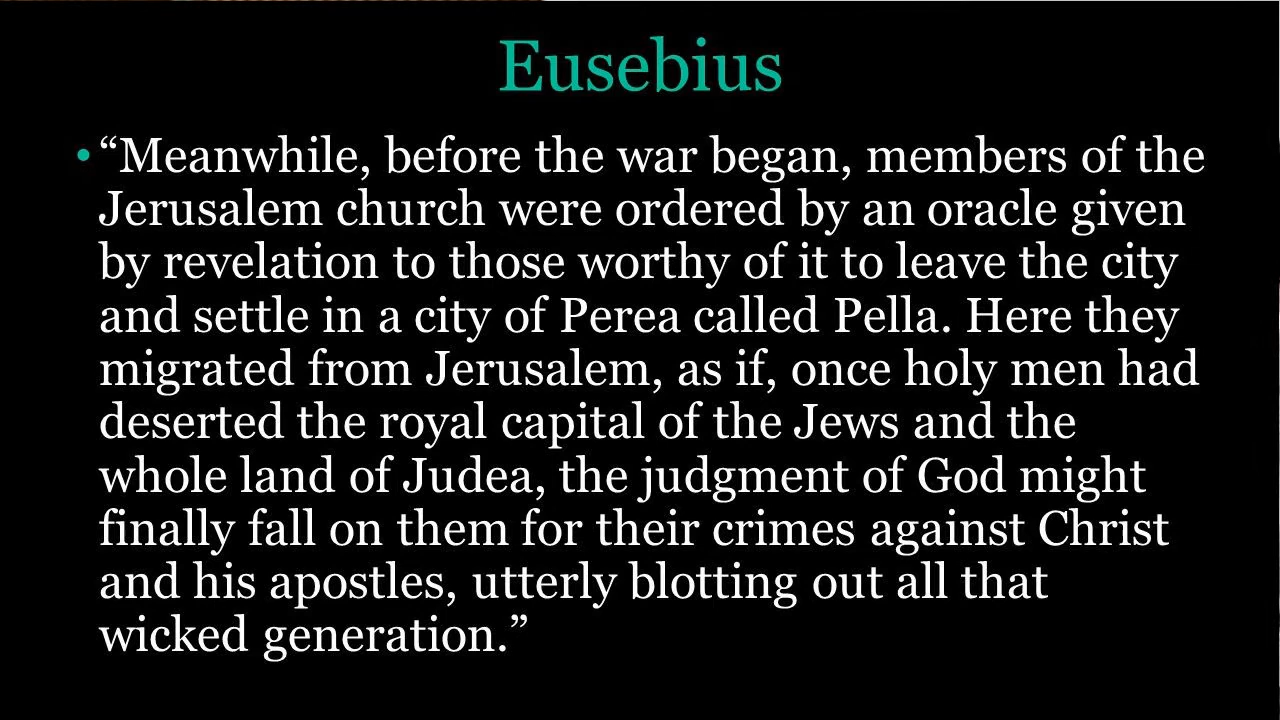 Eusebius
• “Meanwhile, before the war began, members of the
Jerusalem church were ordered by an oracle given
by revelation to those worthy of it to leave the city
and settle in a city of Perea called Pella. Here they
migrated from Jerusalem, as if, once holy men had
deserted the royal capital of the Jews and the
whole land of Judea, the judgment of God might
finally fall on them for their crimes against Christ
and his apostles, utterly blotting out all that
wicked generation.”